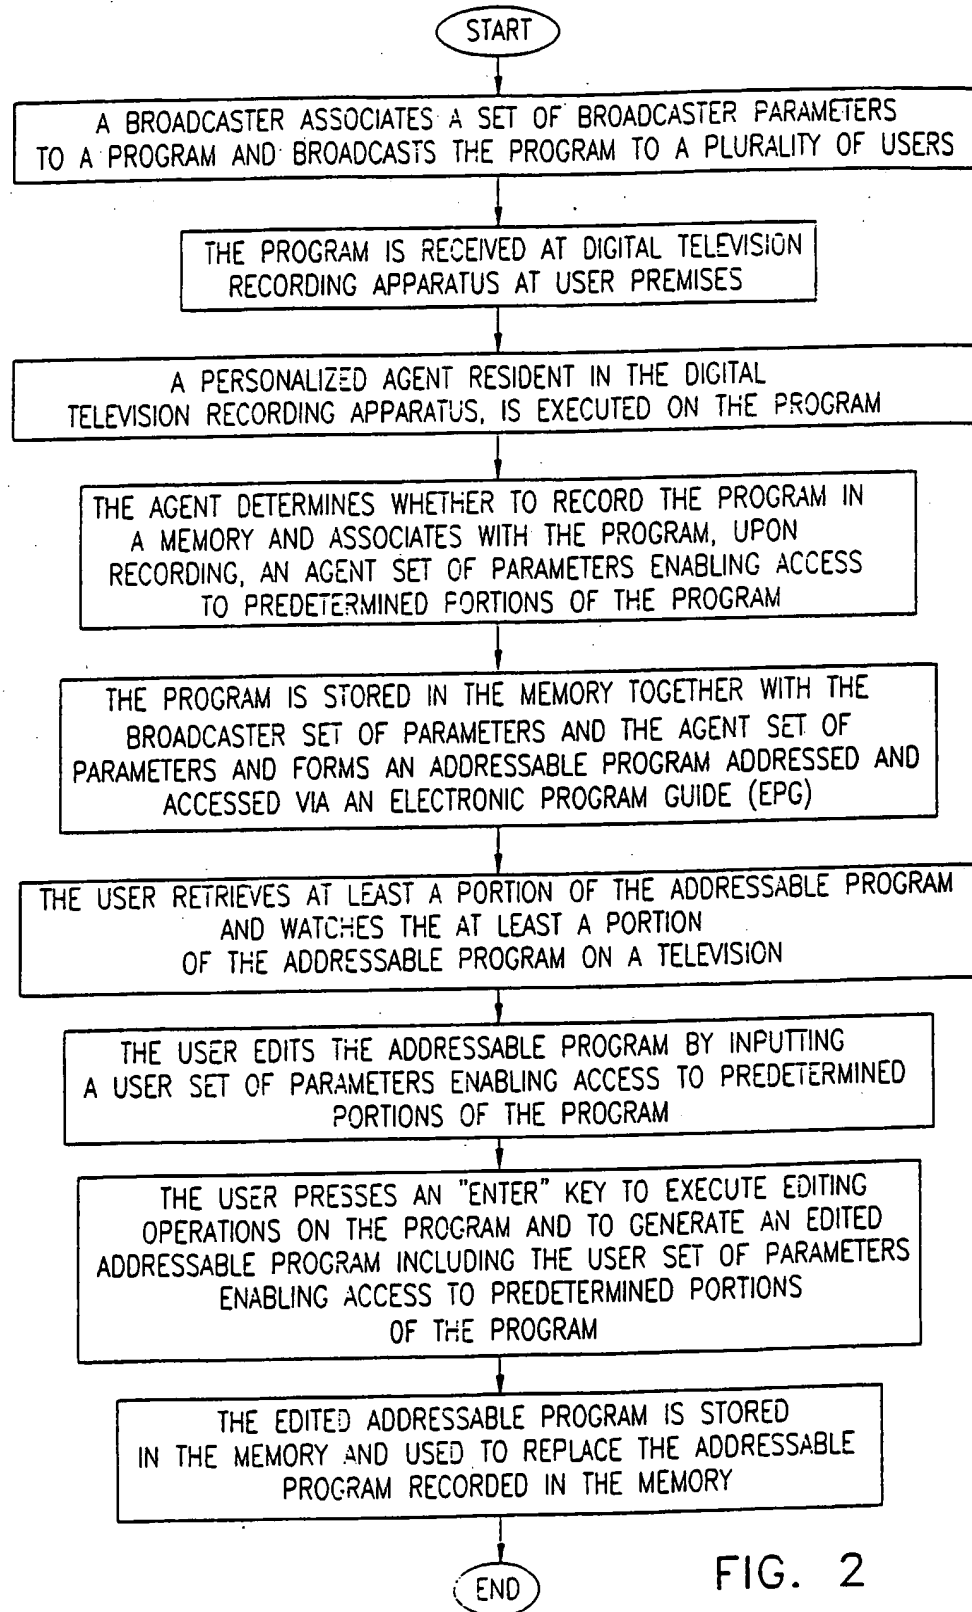 START
A BROADCASTER ASSOCIATES A SET OF BROADCASTER PARAMETERS
TO A PROGRAM AND BROADCASTS THE PROGRAM TO A PLURALITY OF USERS
THE PROGRAM IS RECEIVED AT DIGITAL TELEVISION
RECORDING APPARATUS AT USER PREMISES
A PERSONALIZED AGENT RESIDENT IN THE DIGITAL
TELEVISION RECORDING APPARATUS, IS EXECUTED ON THE PROGRAM
THE AGENT DETERMINES WHETHER TO RECORD THE PROGRAM IN
A MEMORY AND ASSOCIATES WITH THE PROGRAM, UPON
RECORDING, AN AGENT SET OF PARAMETERS ENABLING ACCESS
TO PREDETERMINED PORTIONS OF THE PROGRAM
THE PROGRAM IS STORED IN THE MEMORY TOGETHER WITH THE
BROADCASTER SET OF PARAMETERS AND THE AGENT SET OF
PARAMETERS AND FORMS AN ADDRESSABLE PROGRAM ADDRESSED AND
ACCESSED VIA AN ELECTRONIC PROGRAM GUIDE (EPG)
THE USER RETRIEVES AT LEAST A PORTION OF THE ADDRESSABLE PROGRAM
AND WATCHES THE AT LEAST A PORTION
OF THE ADDRESSABLE PROGRAM ON A TELEVISION
THE USER EDITS THE ADDRESSABLE PROGRAM BY INPUTTING
A USER SET OF PARAMETERS ENABLING ACCESS TO PREDETERMINED
PORTIONS OF THE PROGRAM
THE USER PRESSES AN "ENTER" KEY TO EXECUTE EDITING
OPERATIONS ON THE PROGRAM AND TO GENERATE AN EDITED
ADDRESSABLE PROGRAM INCLUDING THE USER SET OF PARAMETERS
ENABLING ACCESS TO PREDETERMINED PORTIONS
OF THE PROGRAM
THE EDITED ADDRESSABLE PROGRAM IS STORED
IN THE MEMORY AND USED TO REPLACE THE ADDRESSABLE
PROGRAM RECORDED IN THE MEMORY
END
FIG. 2